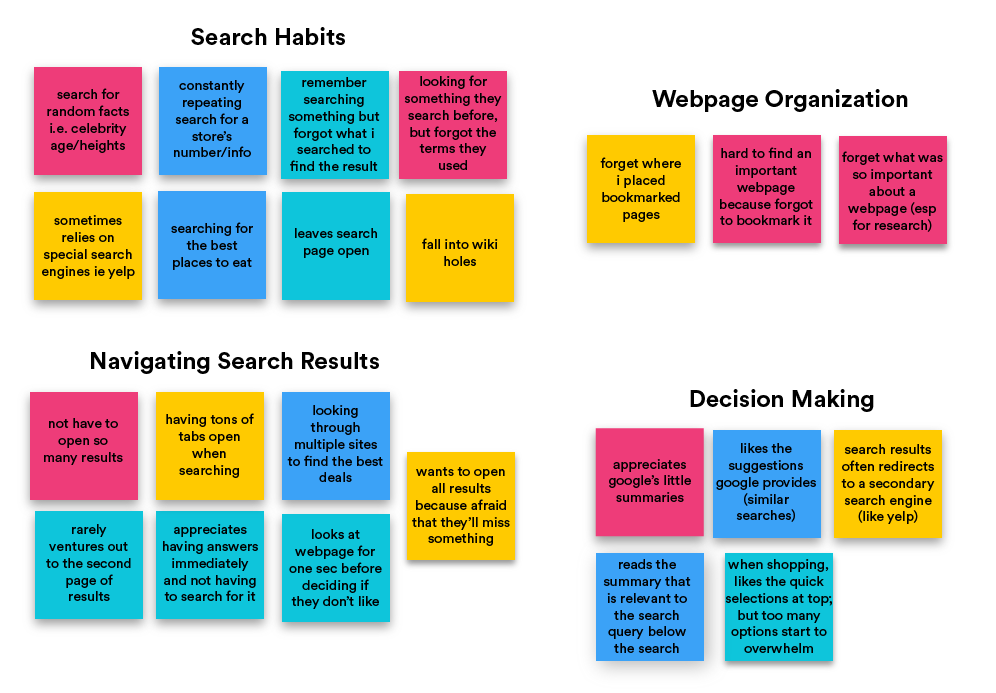 Search Habits
search for
random facts
i.e. celebrity
age/heights
constantly
repeating
search for a
store's
number/info
remember
searching
something but
forgot what i
searched to
find the result
looking for
something they
search before,
but forgot the
terms they
used
sometimes
relies on
special search
engines ie yelp
searching for
the best
places to eat
leaves search
page open
fall into wiki
holes
Webpage Organization
forget where
i placed
bookmarked
pages
hard to find an
important
webpage
because forgot
to bookmark it
forget what was
so important
about a
webpage (esp
for research)
Navigating Search Results
not have to
open so
many results
having tons of
tabs open
when
searching
looking
through
multiple sites
to find the best
deals
wants to open
all results
because afraid
that they'll miss
something
rarely
ventures out
to the second
page of
results
appreciates
having answers
immediately
and not having
to search for it
looks at
webpage for
one sec before
deciding if
they don't like
Decision Making
appreciates
google's little
summaries
likes the
suggestions
google provides
(similar
searches)
search results
often redirects
to a secondary
search engine
(like yelp)
reads the
summary that
is relevant to
the search
query below
the search
when shopping,
likes the quick
selections at top;
but too many
options start to
overwhelm